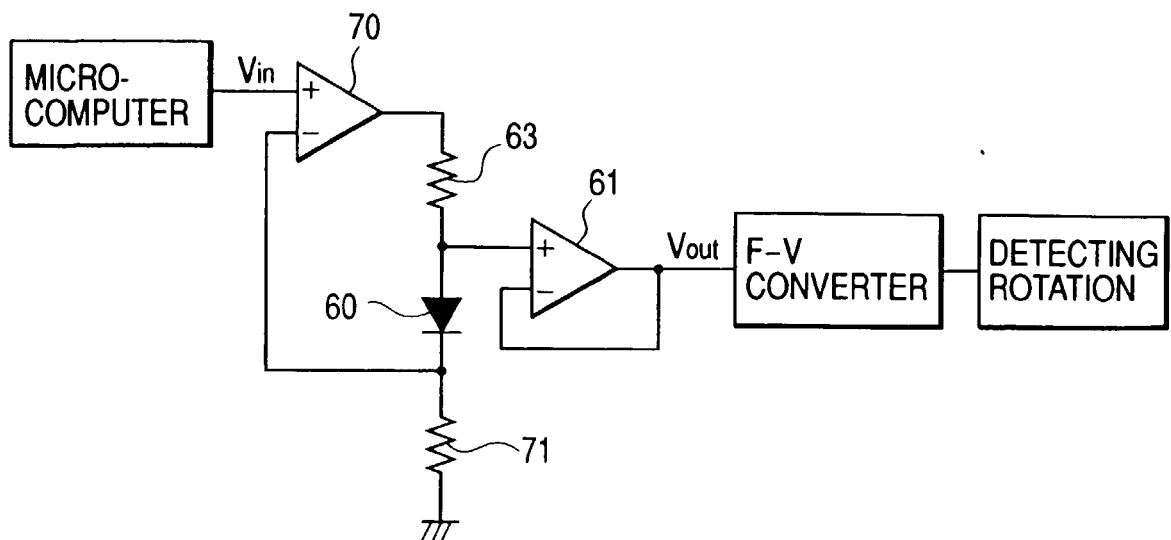 70
MICRO-
COMPUTER
Vin
+
−
63
61
+
−
Vout
F−V
CONVERTER
DETECTING
ROTATION
60
71